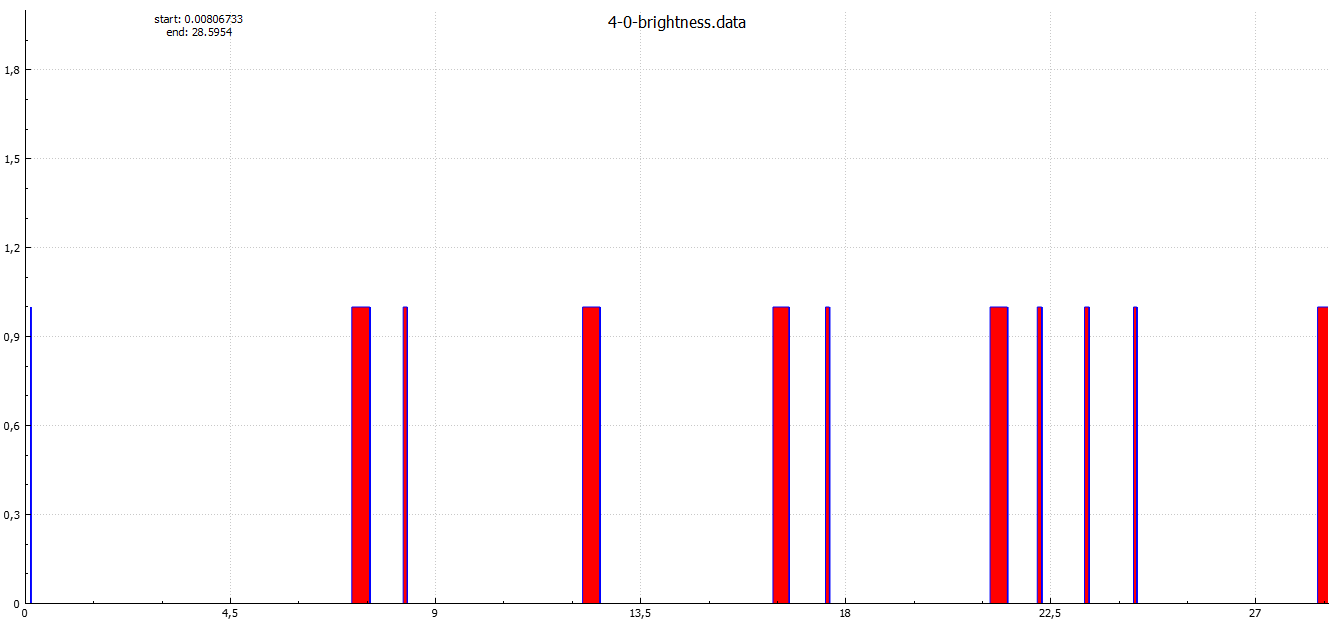 start: 0.00806733
end: 28.5954
4-0-brightness.data
1,8
1,5
1,2
0,9
0,6
0,3
0
0 4,5 9 13,5 18 22,5 27